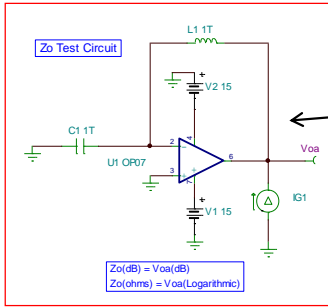 L1 1T
Zo Test Circuit
+
V2 15
C1 1T
4
2
-
U1 OP07
6
Voa
3
+
7
+
IG1
V1 15
Zo(dB) = Voa(dB)
Zo(ohms) = Voa(Logarithmic)